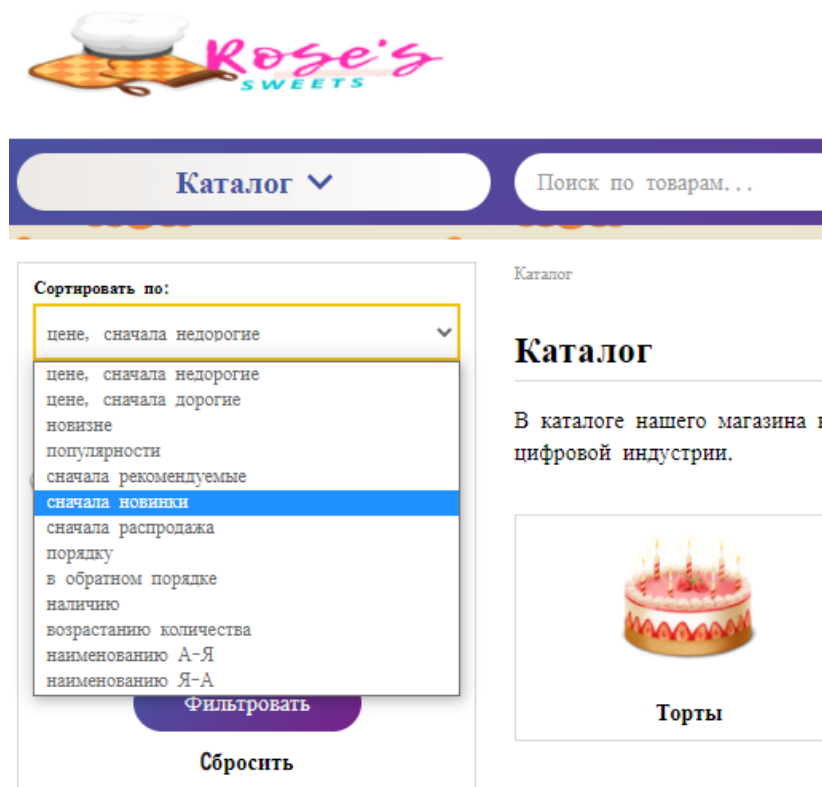 Rose's
SWEETS
Каталог
Поиск по товарам...
Сортировать по:
цене, сначала недорогие
цене, сначала недорогие
цене, сначала дорогие
новизне
популярности
сначала рекомендуемые
сначала новинки
сначала распродажа
порядку
в обратном порядке
наличию
возрастанию количества
наименованию А-Я
наименованию Я-А
Фильтровать
Сбросить
Каталог
Каталог
В каталоге нашего магазина
цифровой индустрии.
Торты